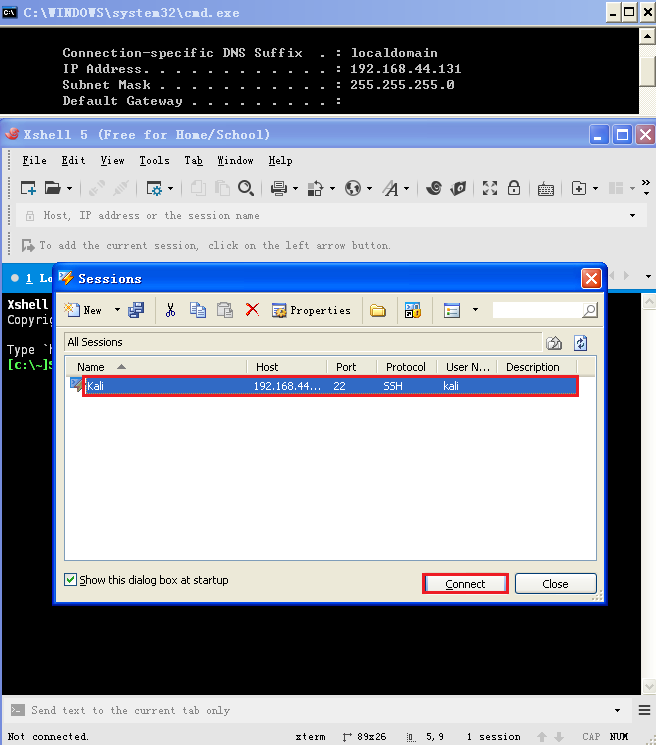 C:\WINDOWS\system32\cmd.exe
Connection-specific DNS Suffix  . : localdomain
IP Address. . . . . . . . . . . . : 192.168.44.131
Subnet Mask . . . . . . . . . . . : 255.255.255.0
Default Gateway . . . . . . . . . :
Xshell 5 (Free for Home/School)
File Edit View Tools Tab Window Help
Host, IP address or the session name
To add the current session, click on the left arrow button.
1 Lo
Xshell
Copyrig
Type `h
[c:\~]$
Sessions
New Properties
All Sessions
Name Host Port Protocol User N... Description
Kali 192.168.44... 22 SSH kali
Show this dialog box at startup
Connect Close
Send text to the current tab only
Not connected. xterm 89x26 5,9 1 session CAP NUM